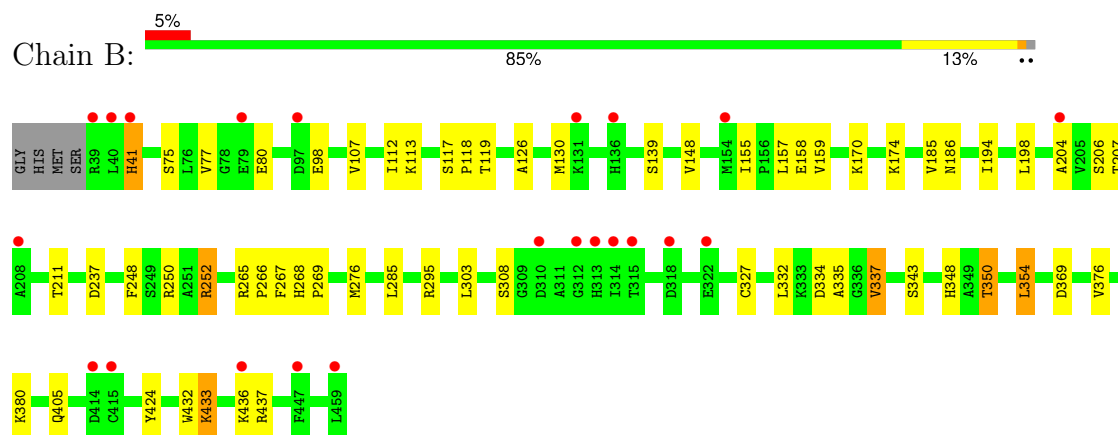 5%
Chain B:
85% 13% ••
GLY HIS MET SER R39 L40 H41 S75 L76 V77 G78 E79 E80 D97 E98 V107 I112 K113 S117 P118 T119 A126 M130 K131 H136 S139 V148 M154 I155 P156 L157 E158 V159 K170 K174 V185 N186 I194 L198 A204 V205 S206 T207
A208 T211 D237 F248 S249 R250 A251 R252 R265 P266 F267 H268 P269 M276 L285 R295 L303 S308 G309 D310 A311 G312 H313 I314 T315 D318 E322 C327 L332 K333 D334 A335 G336 V337 S343 H348 A349 T350 L354 D369 V376
K380 Q405 D414 C415 Y424 W432 K433 K436 R437 F447 L459